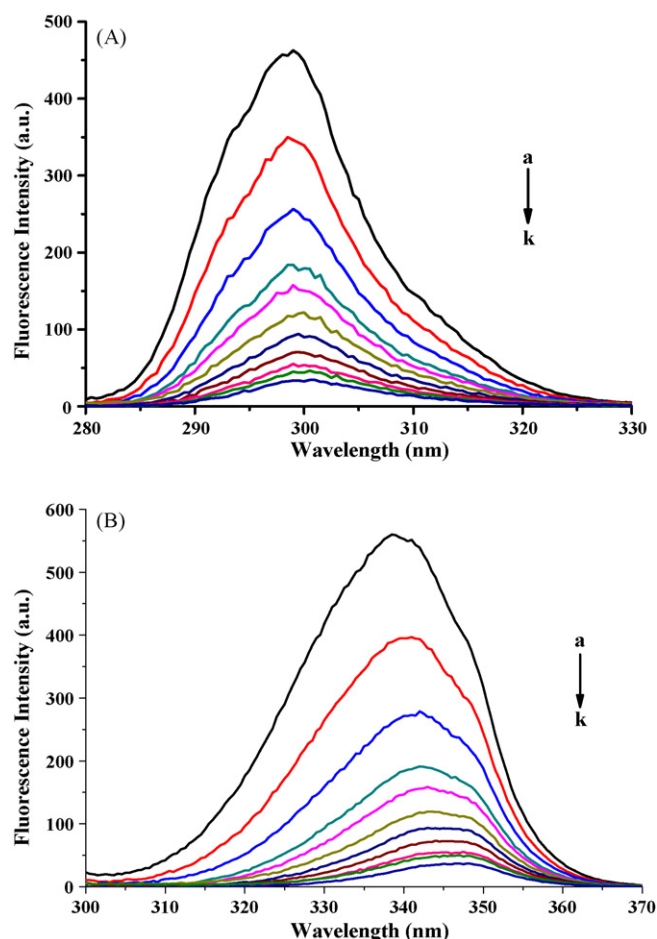 (A)
500
400
300
200
100
0
Fluorescence Intensity (a.u.)
a
k
280 290 300 310 320 330
Wavelength (nm)
(B)
600
500
400
300
200
100
0
Fluorescence Intensity (a.u.)
a
k
300 310 320 330 340 350 360 370
Wavelength (nm)